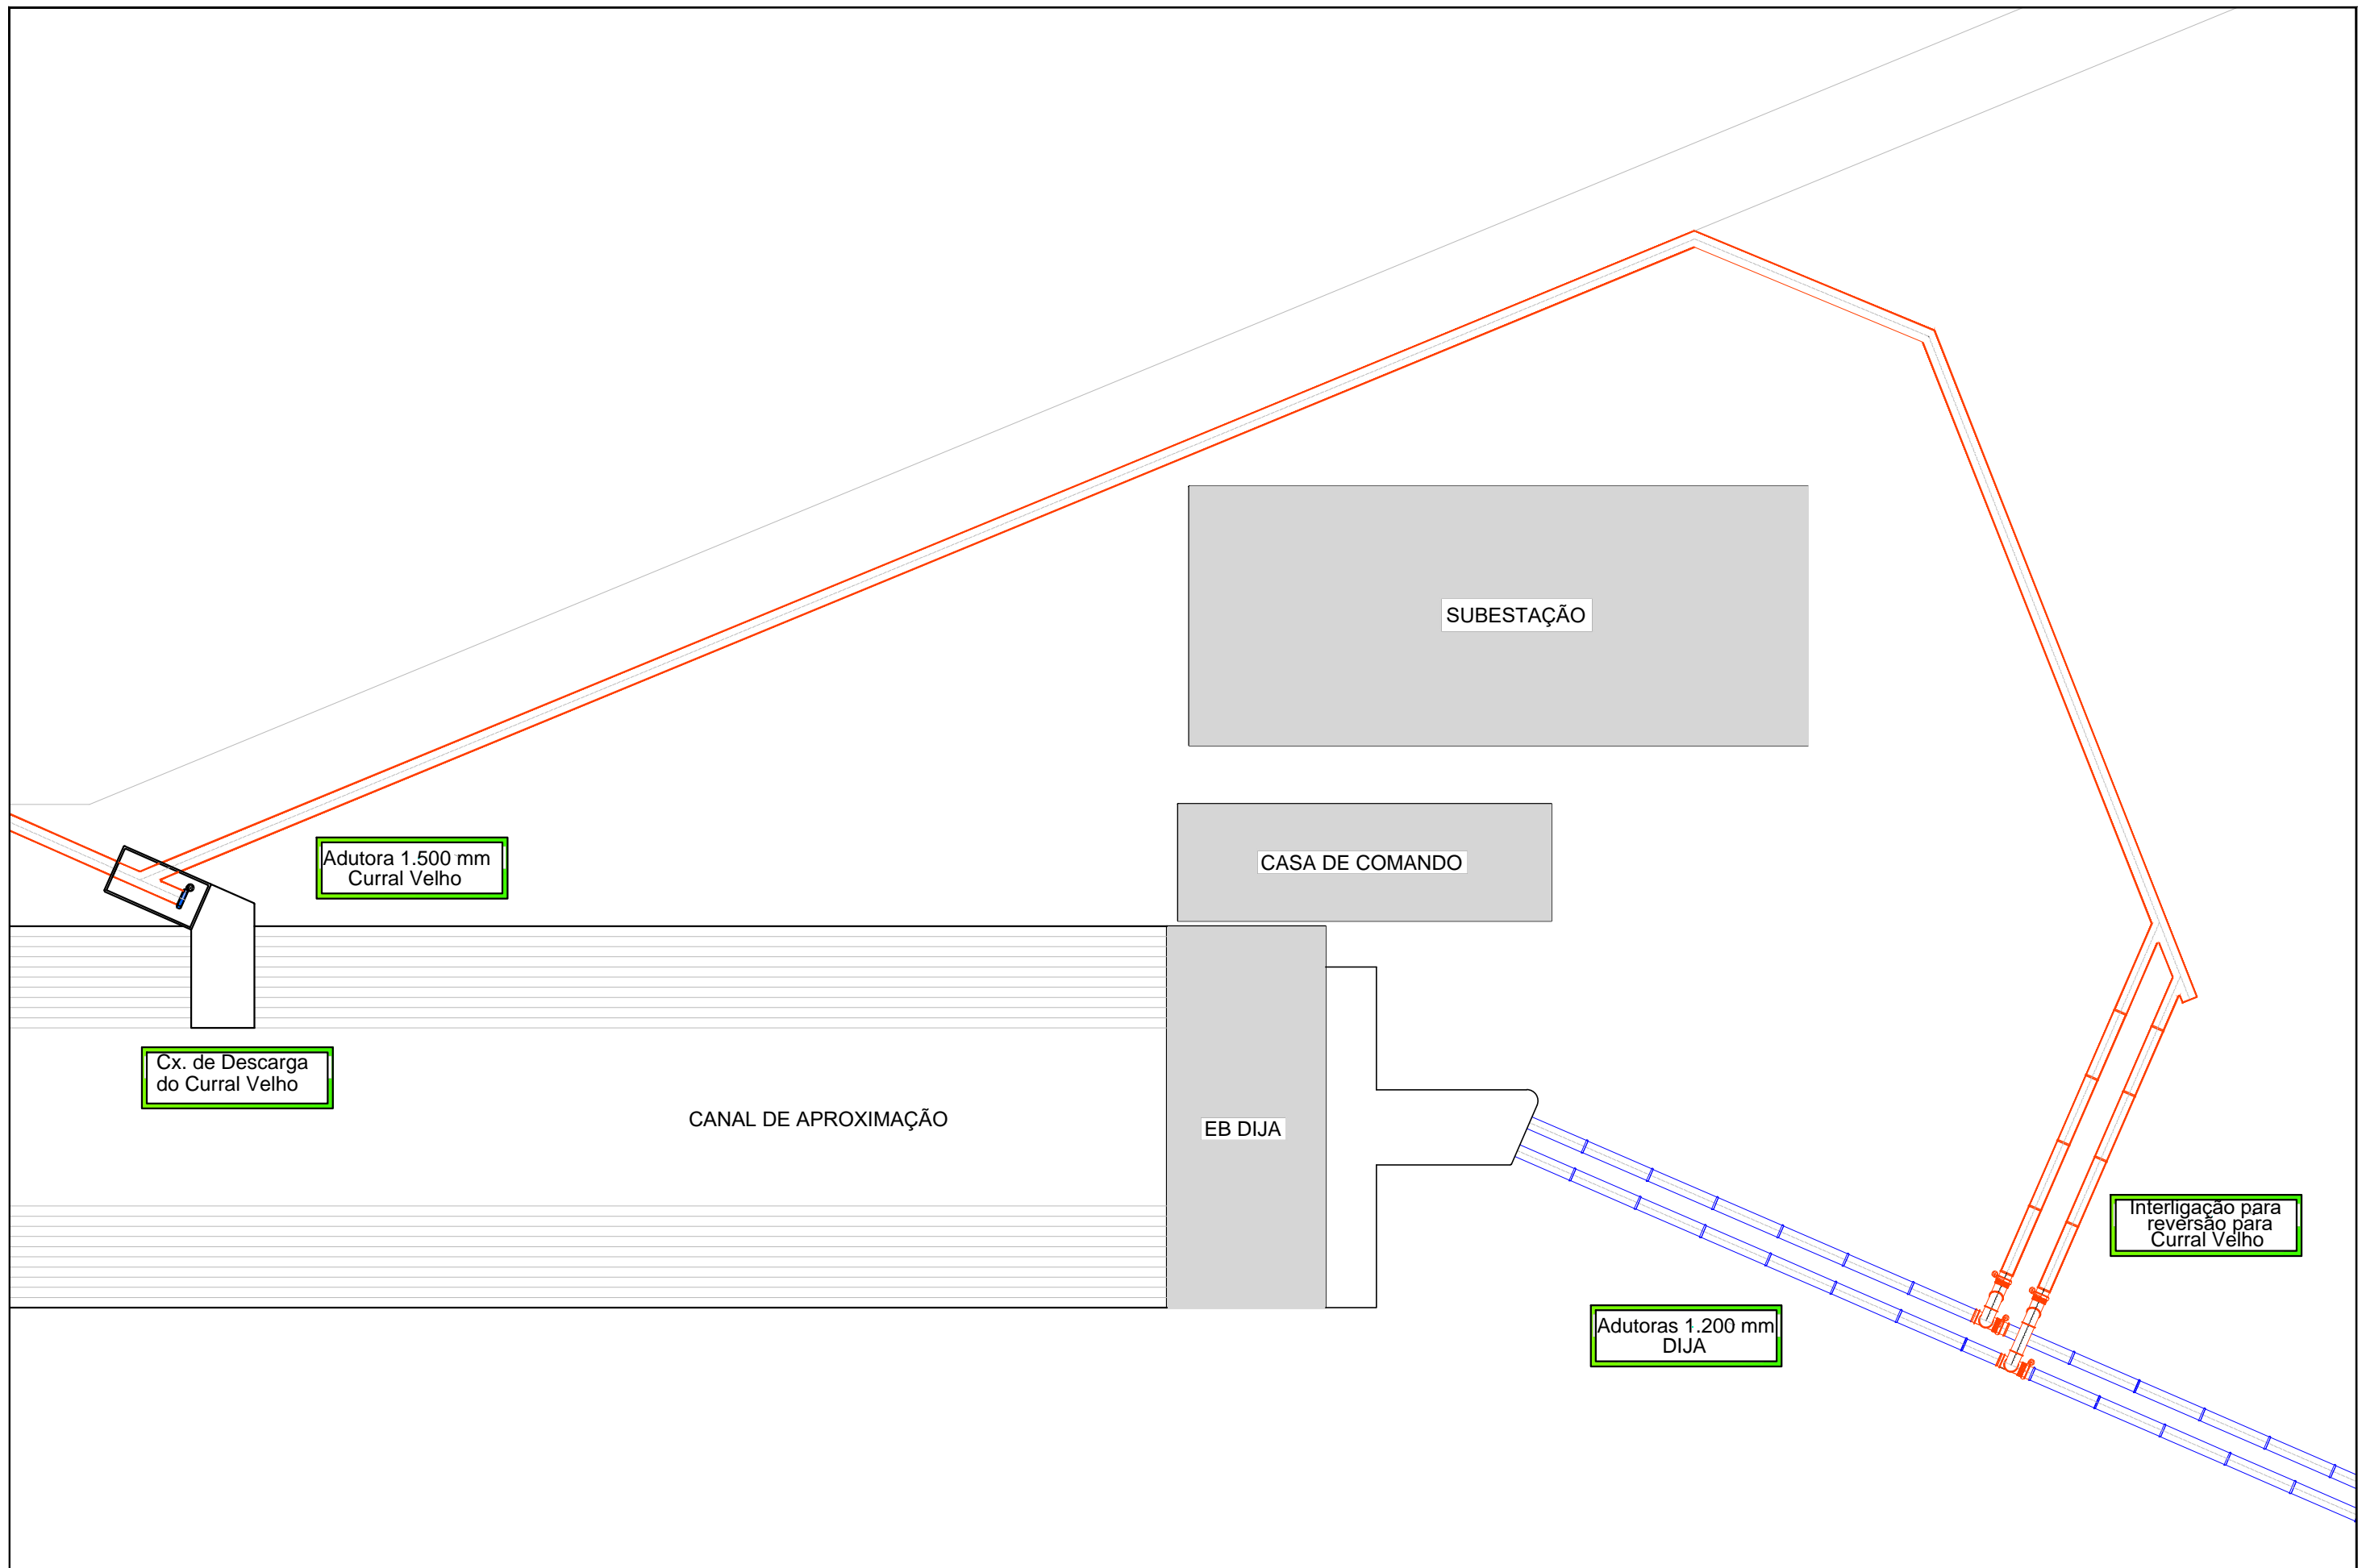 SUBESTAÇÃO
Adutora 1.500 mm
Curral Velho
CASA DE COMANDO
Cx. de Descarga
do Curral Velho
CANAL DE APROXIMAÇÃO
EB DIJA
Interligação para
reversão para
Curral Velho
Adutoras 1.200 mm
DIJA